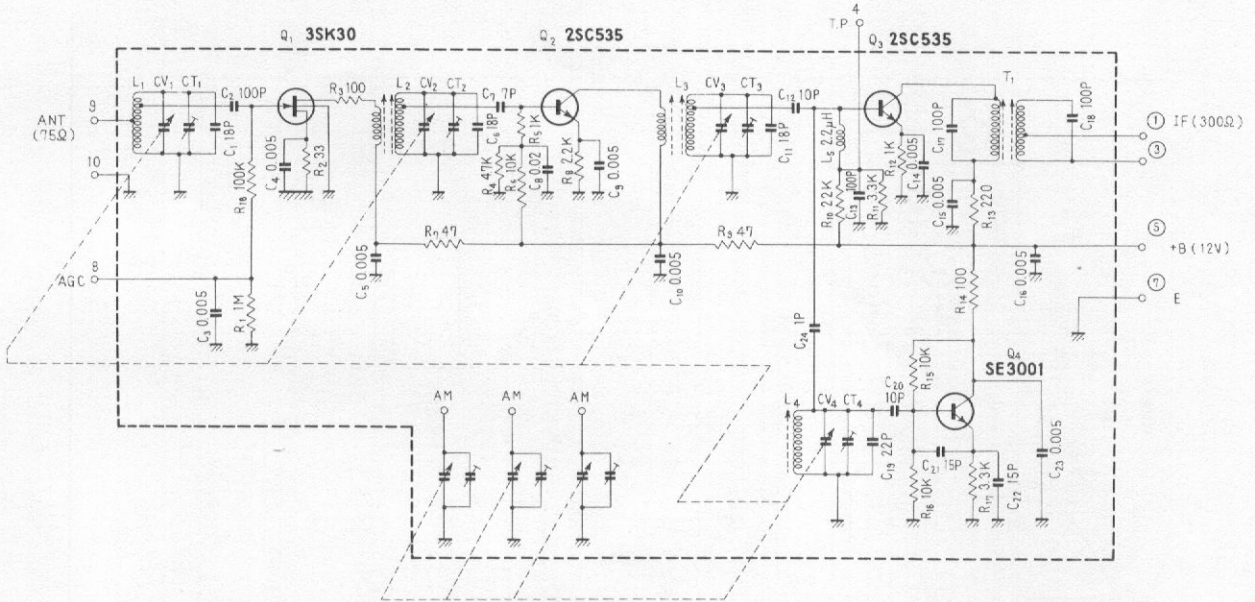 4
T.P
Q1 3SK30
Q2 2SC535
Q3 2SC535
L1 CV1 CT1
C2 100P
R3 100
L2 CV2 CT2
C7 7P
L3 CV3 CT3
C12 10P
T1
9
ANT
(75Ω)
10
C1 18P
R18 100K
C4 0.005
R2 33
C6 8P
R5 1K
R4 47K
R6 10K
C8 0.02
R8 2.2K
C9 0.005
C11 18P
L5 2.2μH
R10 2.2K
C13 100P
R11 3.3K
R12 1K
C14 0.005
C17 100P
C15 0.005
R13 220
C18 100P
① IF (300Ω)
③
8
AGC
C3 0.005
R1 1M
C5 0.005
R7 47
C10 0.005
R9 47
C16 0.005
⑤
+B (12V)
R14 100
⑦ E
C24 1P
Q4
SE3001
AM AM AM
L4 CV4 CT4
C19 22P
C20
10P
R15 10K
C21 15P
R16 10K
R17 3.3K
C22 15P
C23 0.005